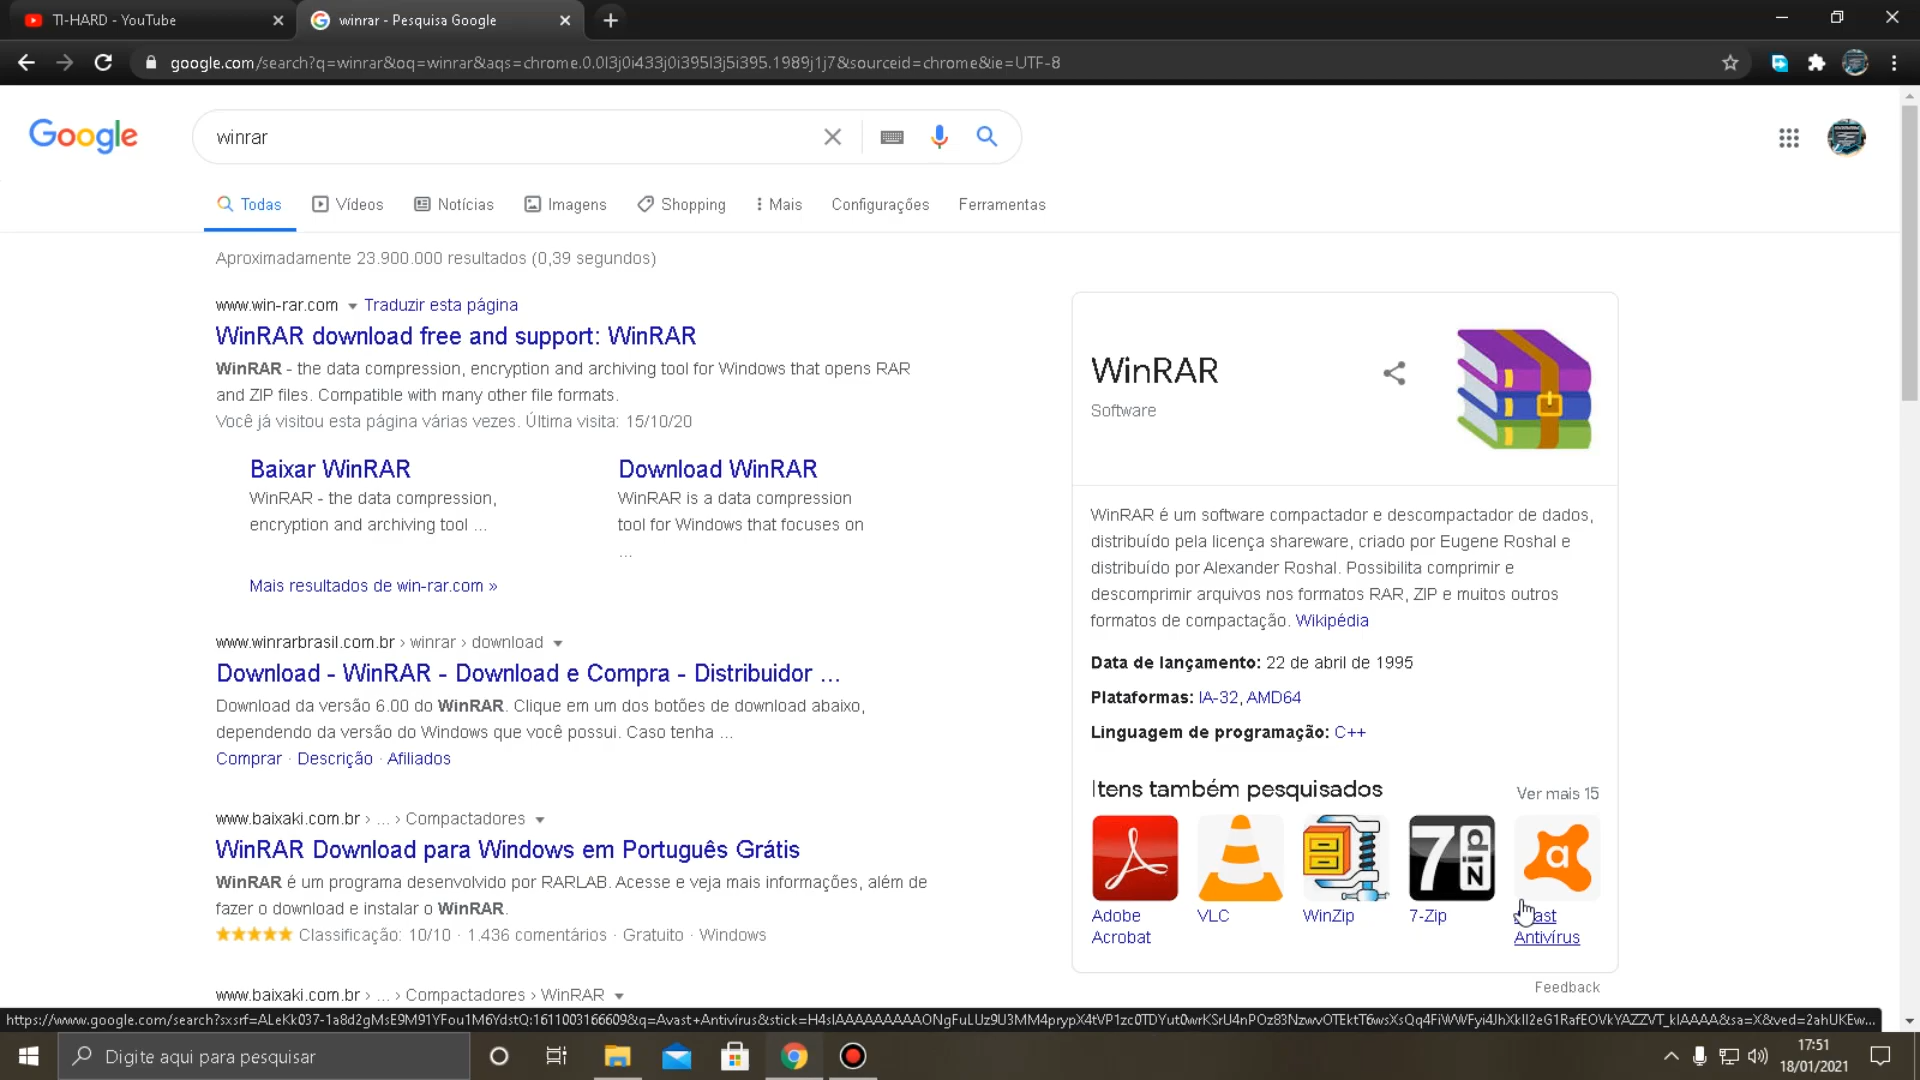 TI-HARD - YouTube
winrar - Pesquisa Google
google.com/search?q=winrar&oq=winrar&aqs=chrome.0.0l3j0i433j0i395l3j5i395.1989j1j7&sourceid=chrome&ie=UTF-8
Google
winrar
Todas
Vídeos
Notícias
Imagens
Shopping
Mais
Configurações
Ferramentas
Aproximadamente 23.900.000 resultados (0,39 segundos)
www.win-rar.com Traduzir esta página
WinRAR download free and support: WinRAR
WinRAR - the data compression, encryption and archiving tool for Windows that opens RAR
and ZIP files. Compatible with many other file formats.
Você já visitou esta página várias vezes. Última visita: 15/10/20
Baixar WinRAR
WinRAR - the data compression,
encryption and archiving tool ...
Download WinRAR
WinRAR is a data compression
tool for Windows that focuses on
...
Mais resultados de win-rar.com »
www.winrarbrasil.com.br › winrar › download
Download - WinRAR - Download e Compra - Distribuidor ...
Download da versão 6.00 do WinRAR. Clique em um dos botões de download abaixo,
dependendo da versão do Windows que você possui. Caso tenha ...
Comprar · Descrição · Afiliados
www.baixaki.com.br › ... › Compactadores
WinRAR Download para Windows em Português Grátis
WinRAR é um programa desenvolvido por RARLAB. Acesse e veja mais informações, além de
fazer o download e instalar o WinRAR.
Classificação: 10/10 · 1.436 comentários · Gratuito · Windows
www.baixaki.com.br › ... › Compactadores › WinRAR
WinRAR
Software
WinRAR é um software compactador e descompactador de dados,
distribuído pela licença shareware, criado por Eugene Roshal e
distribuído por Alexander Roshal. Possibilita comprimir e
descomprimir arquivos nos formatos RAR, ZIP e muitos outros
formatos de compactação. Wikipédia
Data de lançamento: 22 de abril de 1995
Plataformas: IA-32, AMD64
Linguagem de programação: C++
Itens também pesquisados
Ver mais 15
7 ZIP
a
Adobe
Acrobat
VLC
WinZip
7-Zip
Antivírus
Feedback
Digite aqui para pesquisar
17:51
18/01/2021